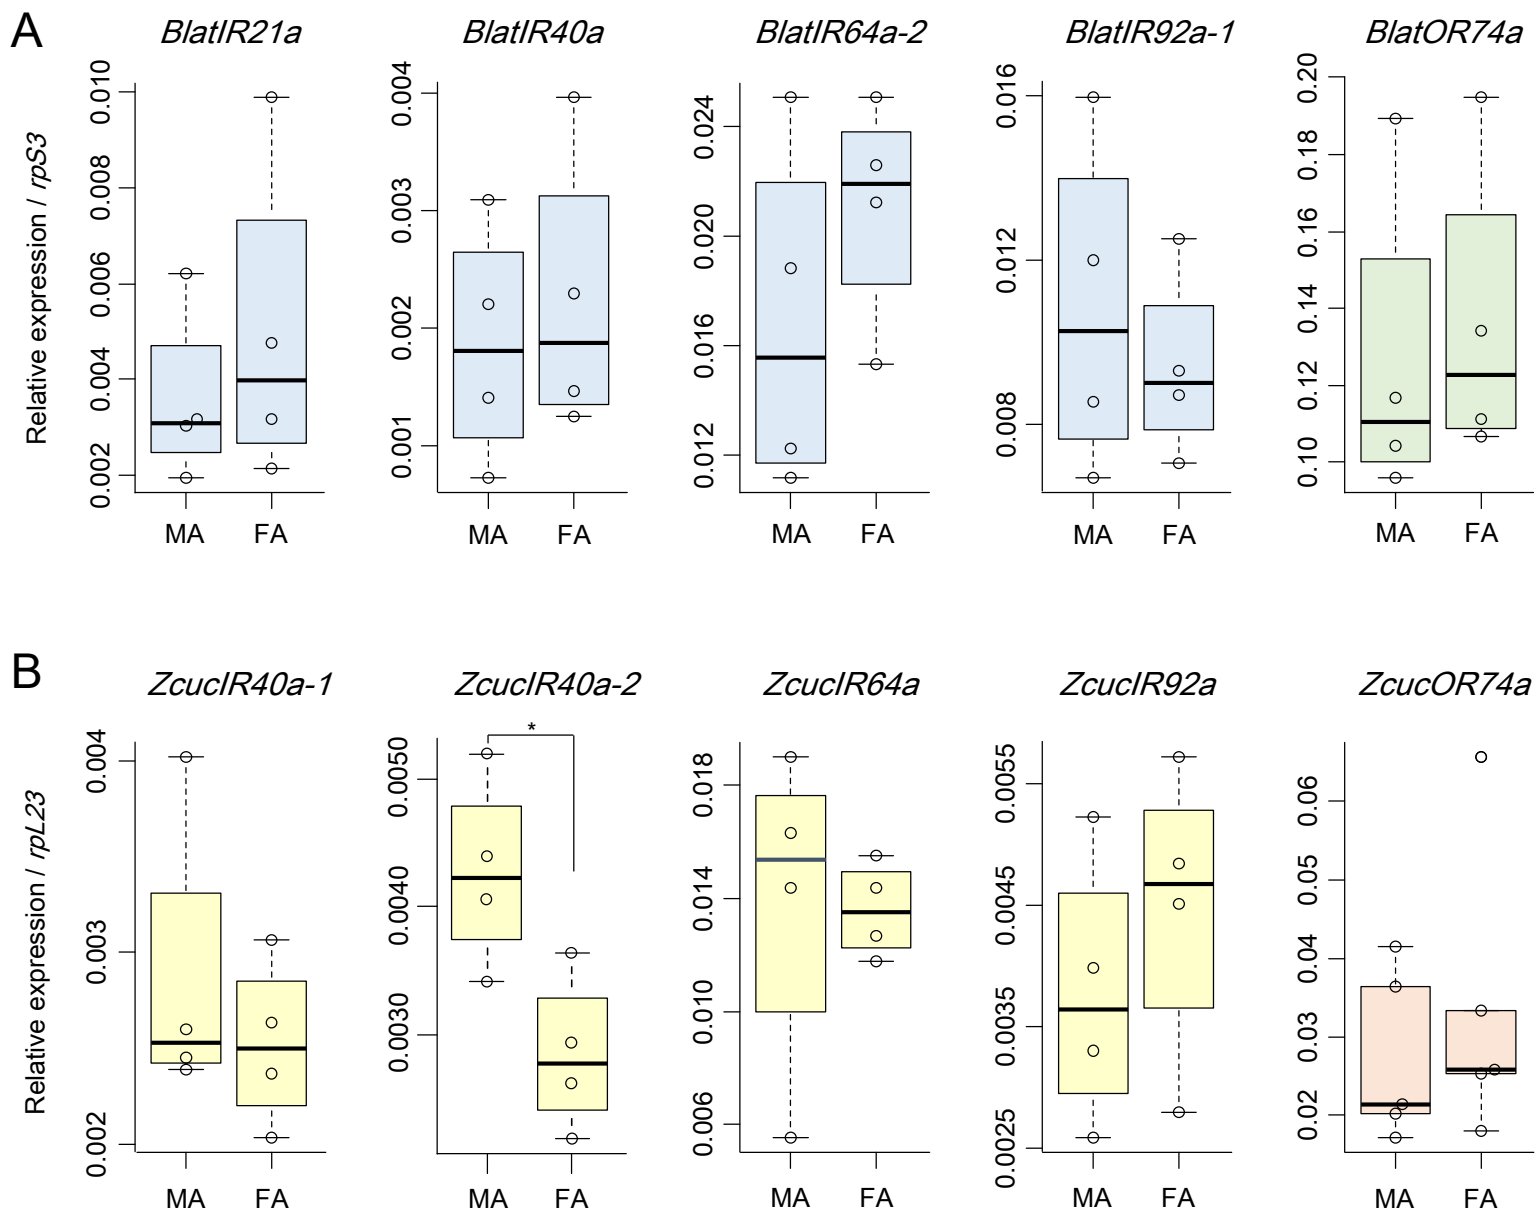 A
BlatIR21a BlatIR40a BlatIR64a-2 BlatIR92a-1 BlatOR74a
Relative expression / rpS3
0.010
0.008
0.006
0.004
0.002
MA FA
0.004
0.003
0.002
0.001
MA FA
0.024
0.020
0.016
0.012
MA FA
0.016
0.012
0.008
MA FA
0.20
0.18
0.16
0.14
0.12
0.10
MA FA
B
ZcucIR40a-1 ZcucIR40a-2 ZcucIR64a ZcucIR92a ZcucOR74a
Relative expression / rpL23
0.004
0.003
0.002
MA FA
*
0.0050
0.0040
0.0030
MA FA
0.018
0.014
0.010
0.006
MA FA
0.0055
0.0045
0.0035
0.0025
MA FA
0.06
0.05
0.04
0.03
0.02
MA FA